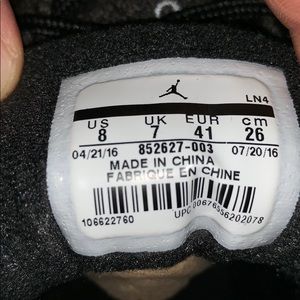 LN4
US UK EUR cm
8 7 41 26
04/21/16 852627-003 07/20/16
MADE IN CHINA
FABRIQUE EN CHINE
106622760